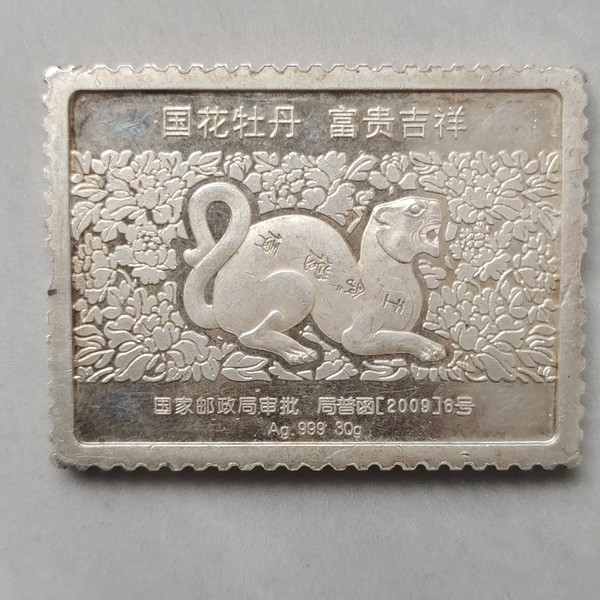 国花牡丹 富贵吉祥
国家邮政局审批 局普函[2009]6号
Ag.999 30g